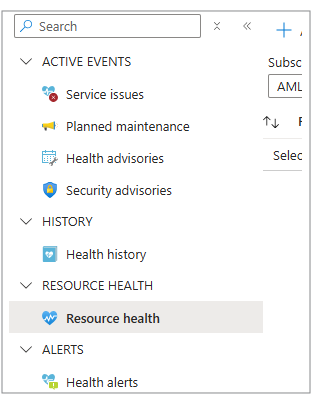 Search
Subsc
ACTIVE EVENTS
AML
Service issues
Planned maintenance
Health advisories
Selec
Security advisories
HISTORY
Health history
RESOURCE HEALTH
Resource health
ALERTS
Health alerts